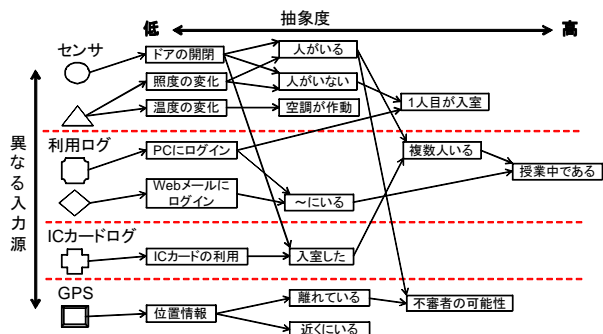 抽象度
低
高
センサ
ドアの開閉
人がいる
照度の変化
人がいない
温度の変化
空調が作動
1人目が入室
異なる入力源
利用ログ
PCにログイン
複数人いる
授業中である
Webメールに
ログイン
～にいる
ICカードログ
ICカードの利用
入室した
GPS
位置情報
離れている
不審者の可能性
近くにいる